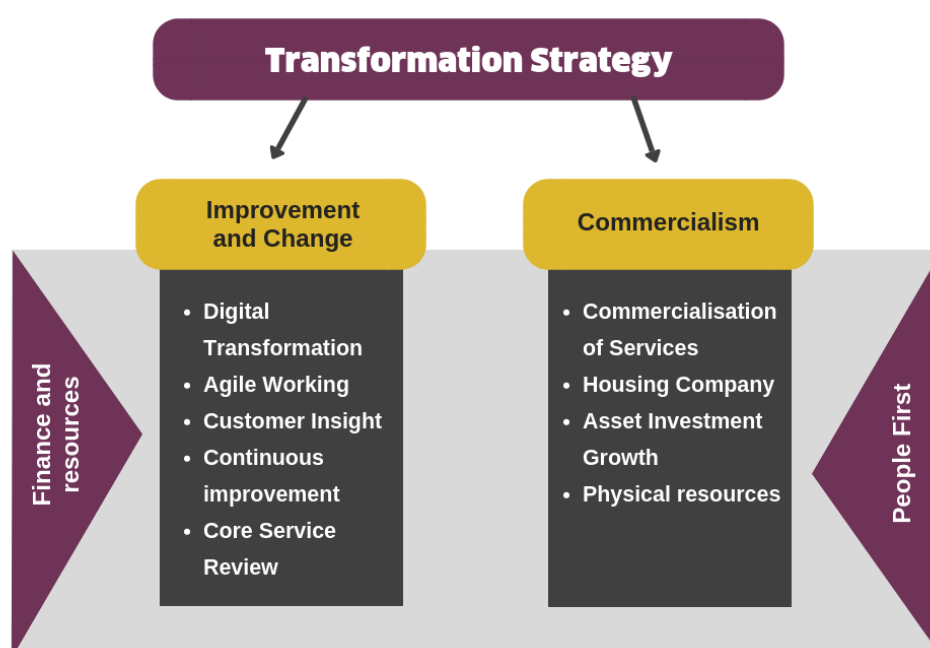 Transformation Strategy
Improvement
and Change
Commercialism
Finance and
resources
• Digital
Transformation
• Agile Working
• Customer Insight
• Continuous
improvement
• Core Service
Review
• Commercialisation
of Services
• Housing Company
• Asset Investment
Growth
• Physical resources
People First